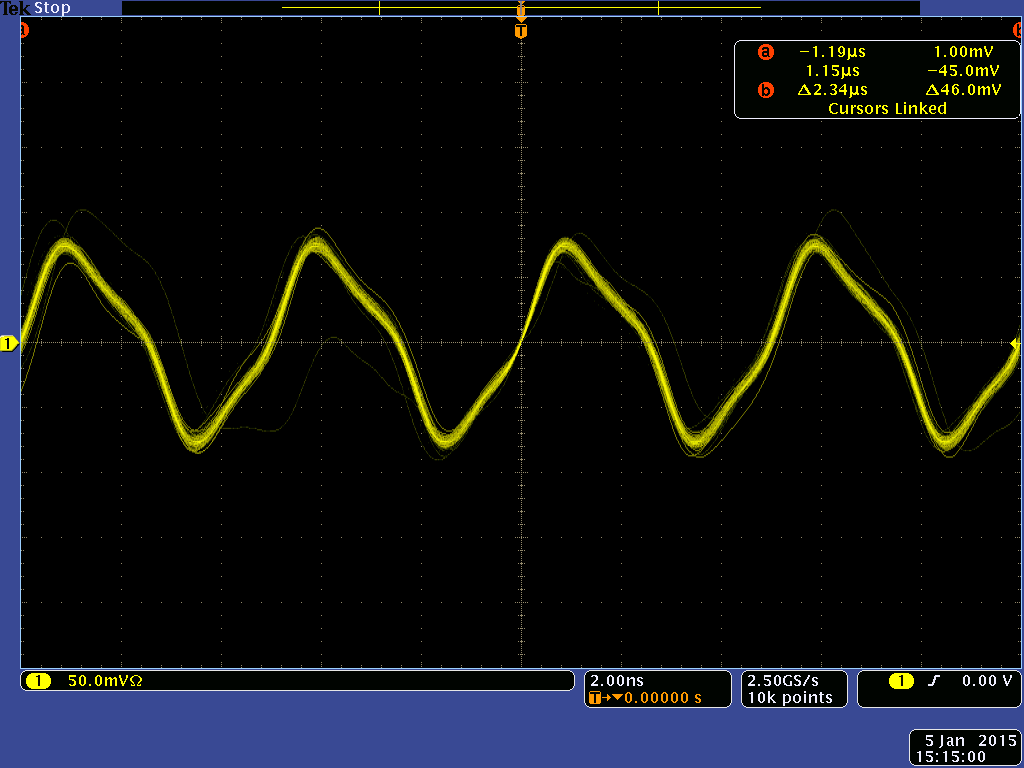 Tek Stop
T
a
T
b
a −1.19µs 1.00mV
1.15µs −45.0mV
b Δ2.34µs Δ46.0mV
Cursors Linked
1
1 50.0mVΩ
2.00ns
T→▼0.00000 s
2.50GS/s
10k points
1 0.00 V
5 Jan 2015
15:15:00